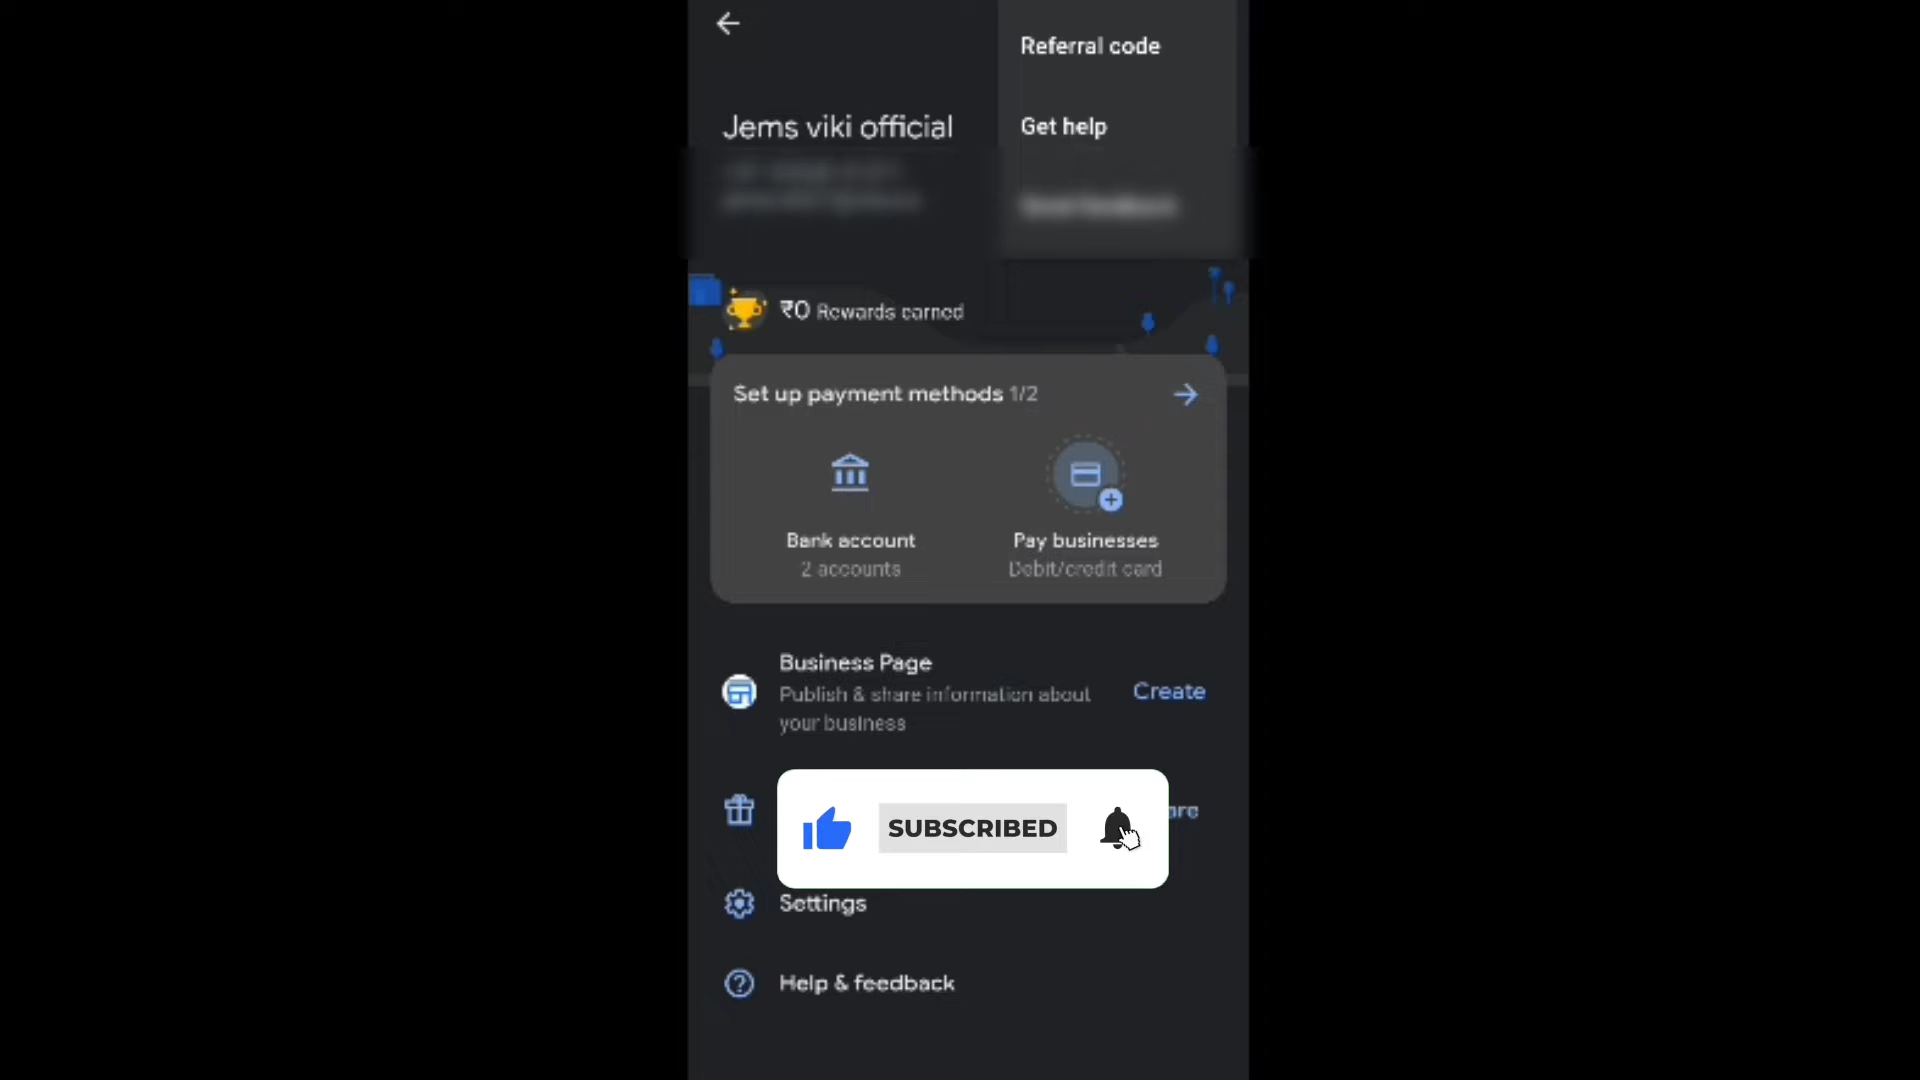 Referral code
Jems viki official
Get help
₹0 Rewards earned
Set up payment methods 1/2
Bank account
2 accounts
Pay businesses
Debit/credit card
Business Page
Publish & share information about
your business
Create
SUBSCRIBED
Settings
Help & feedback